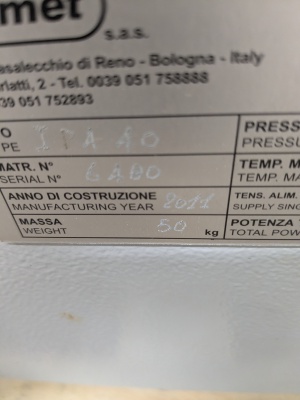 met
s.a.s.
asalecchio di Reno - Bologna - Italy
rlatti, 2 - Tel. 0039 051 758888
39 051 752893
O PRESS
PE PRESSU
MATR. N° TEMP. M
SERIAL N° TEMP. MA
ANNO DI COSTRUZIONE 2011 TENS. ALIM.
MANUFACTURING YEAR SUPPLY SING
MASSA 50 kg POTENZA
WEIGHT TOTAL POW